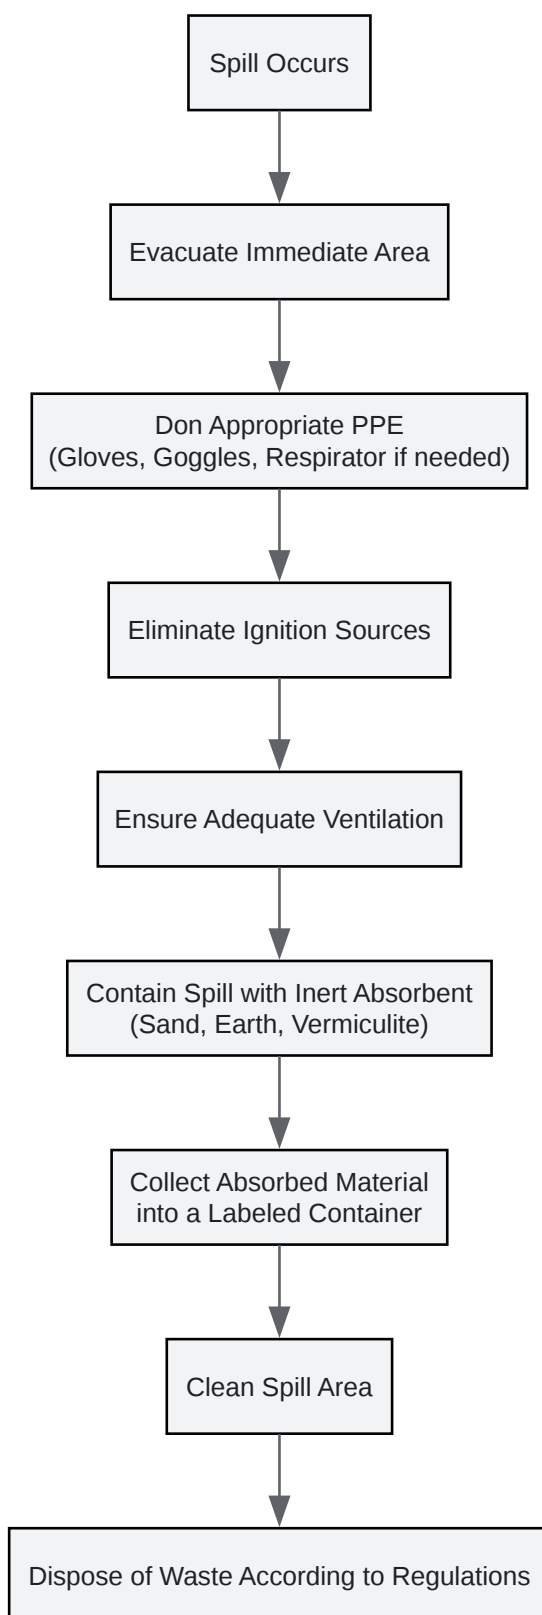 Spill Occurs
Evacuate Immediate Area
Don Appropriate PPE
(Gloves, Goggles, Respirator if needed)
Eliminate Ignition Sources
Ensure Adequate Ventilation
Contain Spill with Inert Absorbent
(Sand, Earth, Vermiculite)
Collect Absorbed Material
into a Labeled Container
Clean Spill Area
Dispose of Waste According to Regulations